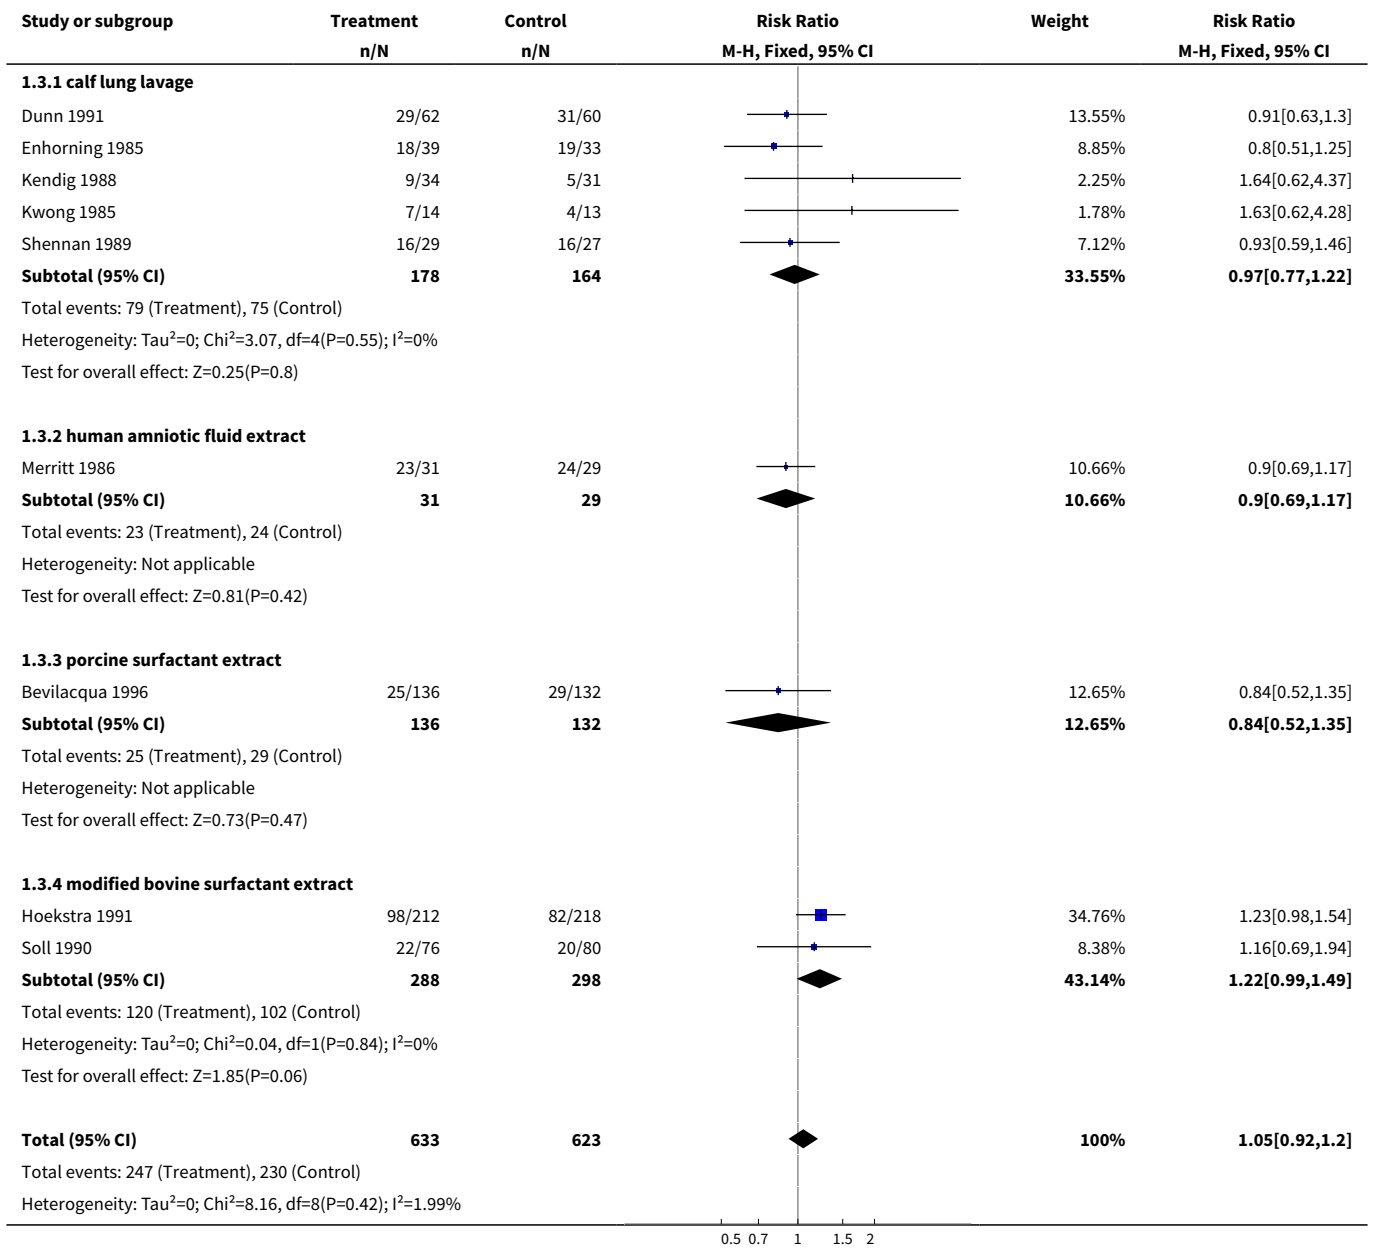 Study or subgroup Treatment Control Risk Ratio Weight Risk Ratio
n/N n/N M-H, Fixed, 95% CI M-H, Fixed, 95% CI
1.3.1 calf lung lavage
Dunn 1991 29/62 31/60 13.55% 0.91[0.63,1.3]
Enhorning 1985 18/39 19/33 8.85% 0.8[0.51,1.25]
Kendig 1988 9/34 5/31 2.25% 1.64[0.62,4.37]
Kwong 1985 7/14 4/13 1.78% 1.63[0.62,4.28]
Shennan 1989 16/29 16/27 7.12% 0.93[0.59,1.46]
Subtotal (95% CI) 178 164 33.55% 0.97[0.77,1.22]
Total events: 79 (Treatment), 75 (Control)
Heterogeneity: Tau²=0; Chi²=3.07, df=4(P=0.55); I²=0%
Test for overall effect: Z=0.25(P=0.8)
1.3.2 human amniotic fluid extract
Merritt 1986 23/31 24/29 10.66% 0.9[0.69,1.17]
Subtotal (95% CI) 31 29 10.66% 0.9[0.69,1.17]
Total events: 23 (Treatment), 24 (Control)
Heterogeneity: Not applicable
Test for overall effect: Z=0.81(P=0.42)
1.3.3 porcine surfactant extract
Bevilacqua 1996 25/136 29/132 12.65% 0.84[0.52,1.35]
Subtotal (95% CI) 136 132 12.65% 0.84[0.52,1.35]
Total events: 25 (Treatment), 29 (Control)
Heterogeneity: Not applicable
Test for overall effect: Z=0.73(P=0.47)
1.3.4 modified bovine surfactant extract
Hoekstra 1991 98/212 82/218 34.76% 1.23[0.98,1.54]
Soll 1990 22/76 20/80 8.38% 1.16[0.69,1.94]
Subtotal (95% CI) 288 298 43.14% 1.22[0.99,1.49]
Total events: 120 (Treatment), 102 (Control)
Heterogeneity: Tau²=0; Chi²=0.04, df=1(P=0.84); I²=0%
Test for overall effect: Z=1.85(P=0.06)
Total (95% CI) 633 623 100% 1.05[0.92,1.2]
Total events: 247 (Treatment), 230 (Control)
Heterogeneity: Tau²=0; Chi²=8.16, df=8(P=0.42); I²=1.99%
0.5 0.7 1 1.5 2